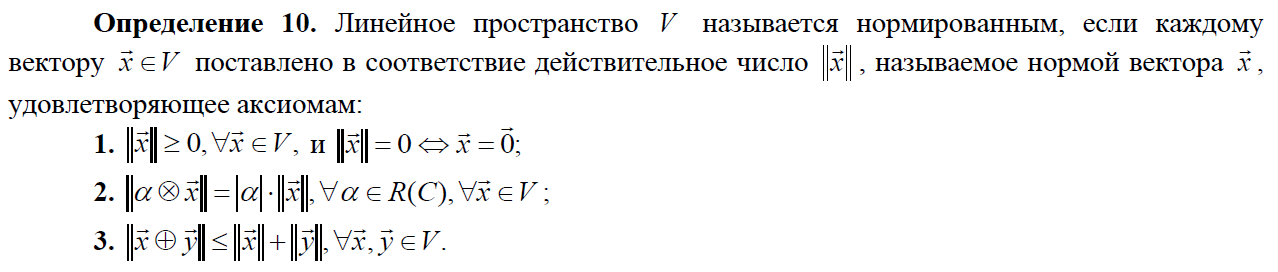 Определение 10. Линейное пространство V называется нормированным, если каждому
вектору x⃗ ∈ V поставлено в соответствие действительное число ‖x⃗‖ , называемое нормой вектора x⃗ ,
удовлетворяющее аксиомам:
1. ‖x⃗‖ ≥ 0, ∀x⃗ ∈ V, и ‖x⃗‖ = 0 ⇔ x⃗ = 0⃗;
2. ‖α ⊗ x⃗‖ = |α| · ‖x⃗‖, ∀α ∈ R(C), ∀x⃗ ∈ V ;
3. ‖x⃗ ⊕ y⃗‖ ≤ ‖x⃗‖ + ‖y⃗‖, ∀x⃗, y⃗ ∈ V.